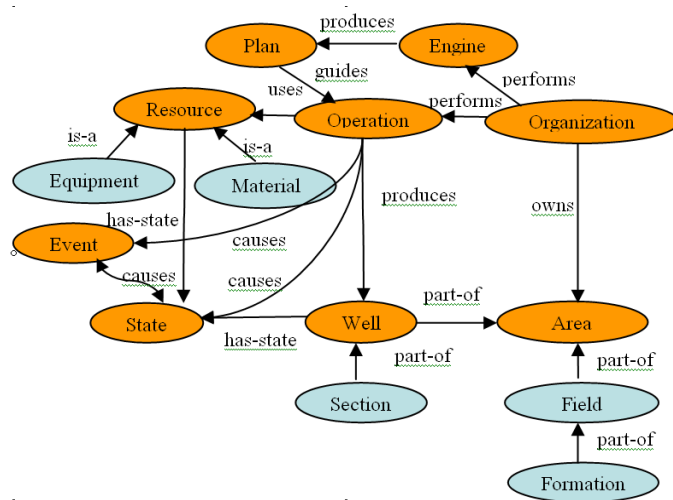 produces
Plan
Engine
guides
performs
uses
Resource
performs
Operation
Organization
is-a
is-a
Equipment
Material
produces
owns
has-state
Event
causes
causes
causes
part-of
State
Well
Area
has-state
part-of
part-of
Section
Field
part-of
Formation